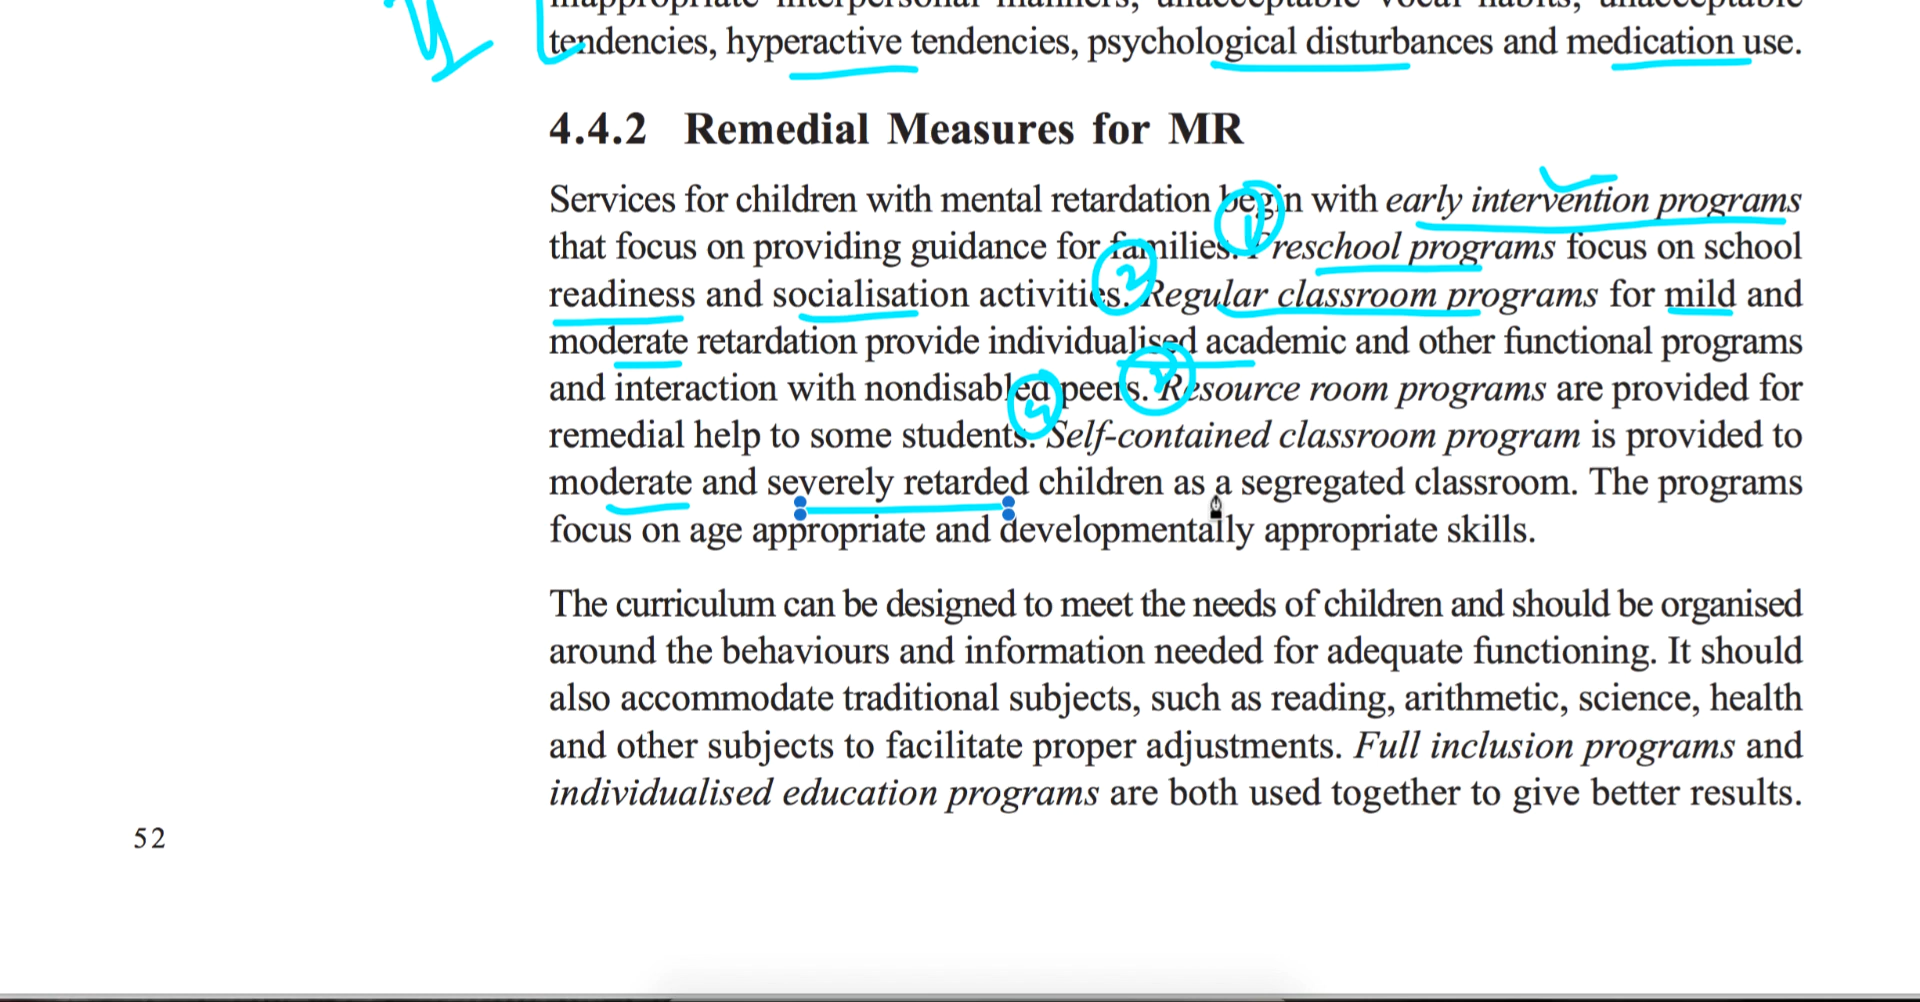 inappropriate interpersonal manners, unacceptable vocal habits, unacceptable
tendencies, hyperactive tendencies, psychological disturbances and medication use.
4.4.2 Remedial Measures for MR
Services for children with mental retardation begin with early intervention programs
that focus on providing guidance for families. Preschool programs focus on school
readiness and socialisation activities. Regular classroom programs for mild and
moderate retardation provide individualised academic and other functional programs
and interaction with nondisabled peers. Resource room programs are provided for
remedial help to some students. Self-contained classroom program is provided to
moderate and severely retarded children as a segregated classroom. The programs
focus on age appropriate and developmentally appropriate skills.
The curriculum can be designed to meet the needs of children and should be organised
around the behaviours and information needed for adequate functioning. It should
also accommodate traditional subjects, such as reading, arithmetic, science, health
and other subjects to facilitate proper adjustments. Full inclusion programs and
individualised education programs are both used together to give better results.
52